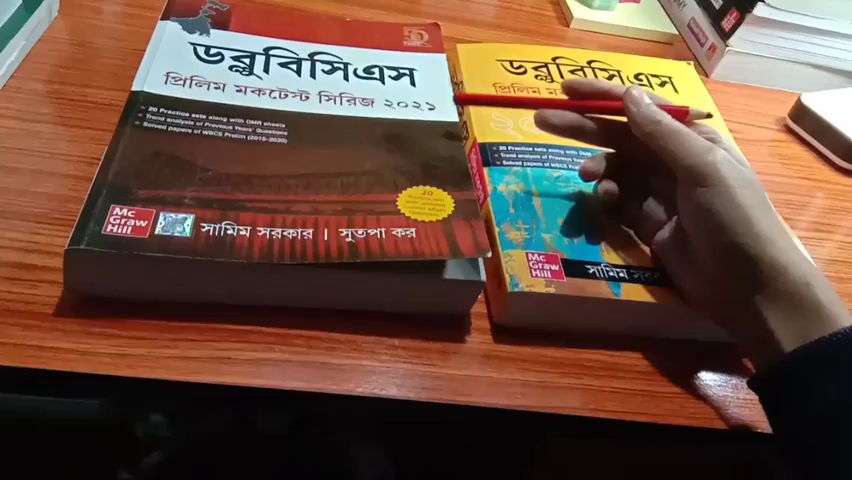 ডব্লুবিসিএস
প্রিলিম মকটেস্ট সিরিজ ২০২১
20 Practice sets along with OMR sheets
Trend analysis of Previous Years' Questions
Solved papers of WBCS Prelim (2015-2020)
20
Mc
Graw
Hill
সামিম সরকার | সুতপা কর
ডব্লুবিসিএস
প্রিলিম
20 Practice sets along with OMR
Trend analysis of Previous
Solved papers of WBCS
Mc
Graw
Hill
সামিম